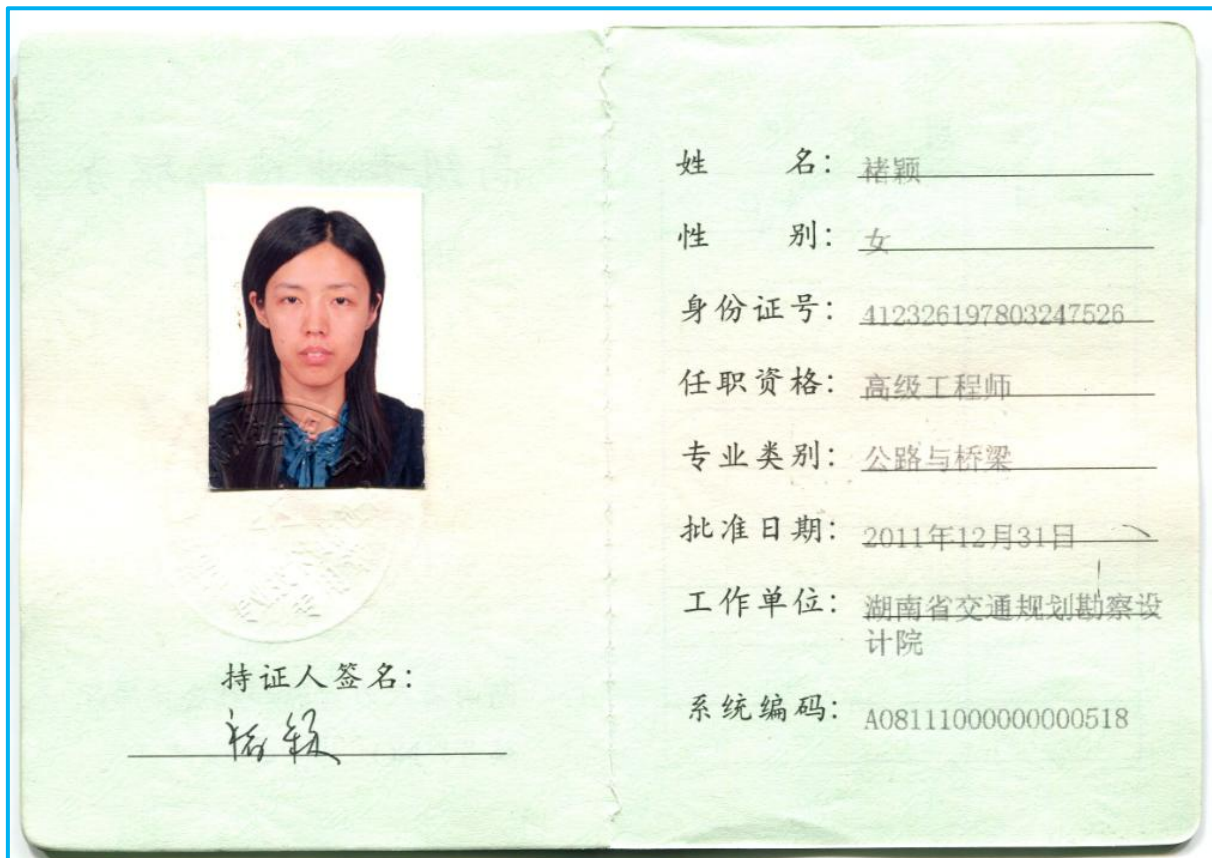 姓 名：褚颖
性 别：女
身份证号：412326197803247526
任职资格：高级工程师
专业类别：公路与桥梁
批准日期：2011年12月31日
工作单位：湖南省交通规划勘察设
计院
系统编码：A08111000000000518
持证人签名：
褚颖